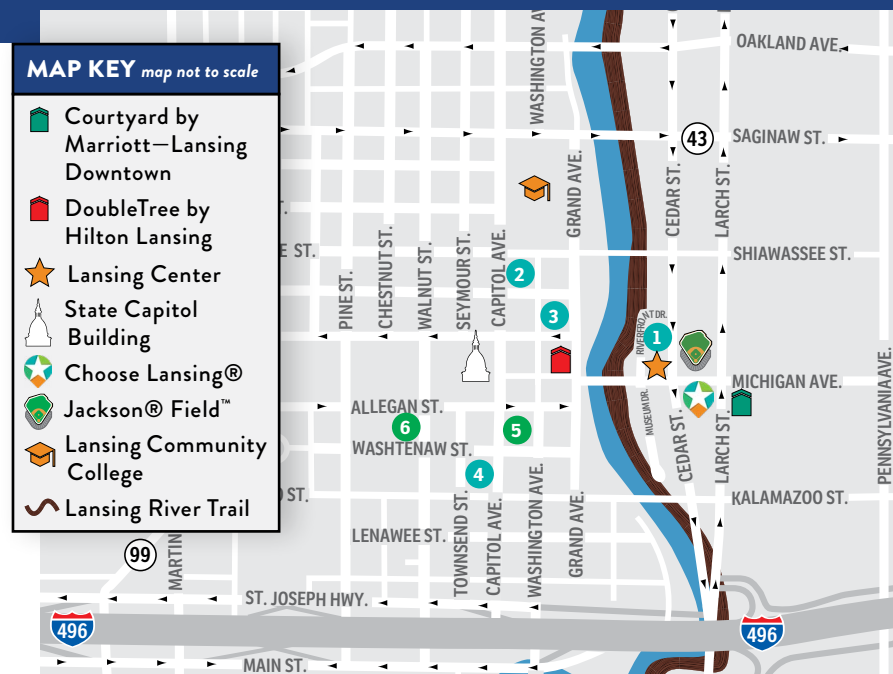 MAP KEY map not to scale
Courtyard by
Marriott—Lansing
Downtown
DoubleTree by
Hilton Lansing
Lansing Center
State Capitol
Building
Choose Lansing®
Jackson® Field™
Lansing Community
College
Lansing River Trail
WASHINGTON AV
OAKLAND AVE.
43
SAGINAW ST.
GRAND AVE.
CEDAR ST.
LARCH ST.
T.
E ST.
SHIAWASSEE ST.
PINE ST.
CHESTNUT ST.
WALNUT ST.
SEYMOUR ST.
CAPITOL AVE.
2
3
RIVERFRONT DR.
1
MICHIGAN AVE.
PENNSYLVANIA AVE.
ALLEGAN ST.
6
5
WASHTENAW ST.
MUSEUM DR.
CEDAR ST.
LARCH ST.
4
O ST.
KALAMAZOO ST.
LENAWEE ST.
TOWNSEND ST.
CAPITOL AVE.
WASHINGTON AVE.
GRAND AVE.
99
MARTIN
ST. JOSEPH HWY.
496
496
MAIN ST.